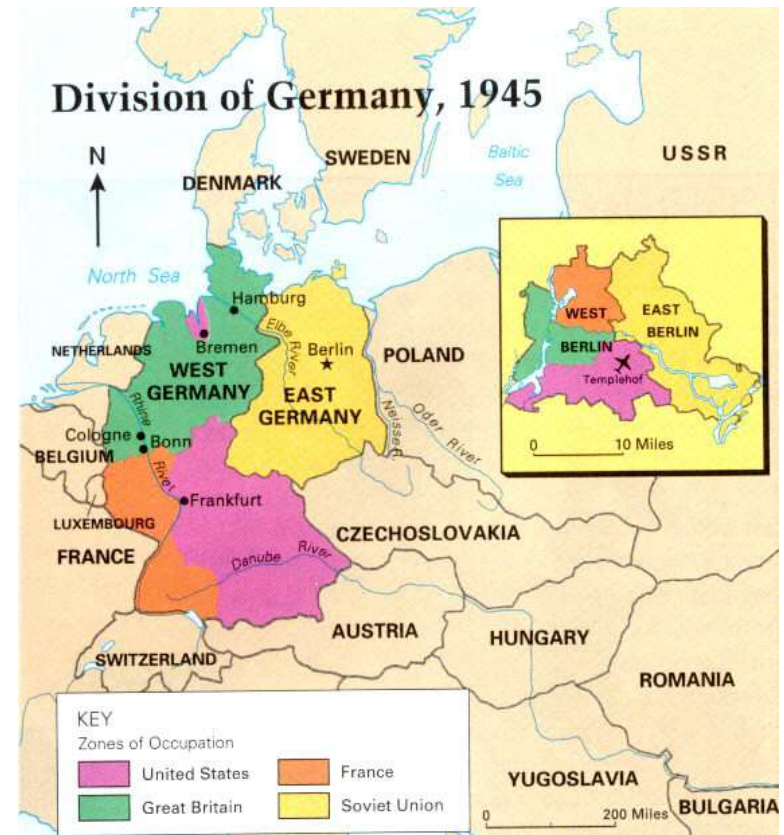 Division of Germany, 1945
N
SWEDEN
Baltic
Sea
USSR
DENMARK
North Sea
Hamburg
Elbe
River
NETHERLANDS
Bremen
Berlin
POLAND
WEST
GERMANY
EAST
GERMANY
Rhine
River
Neisse R.
Oder River
Cologne
Bonn
BELGIUM
Frankfurt
LUXEMBOURG
CZECHOSLOVAKIA
FRANCE
Danube River
AUSTRIA
HUNGARY
SWITZERLAND
ROMANIA
YUGOSLAVIA
BULGARIA
WEST
BERLIN
EAST
BERLIN
Templehof
0 10 Miles
KEY
Zones of Occupation
United States
France
Great Britain
Soviet Union
0 200 Miles